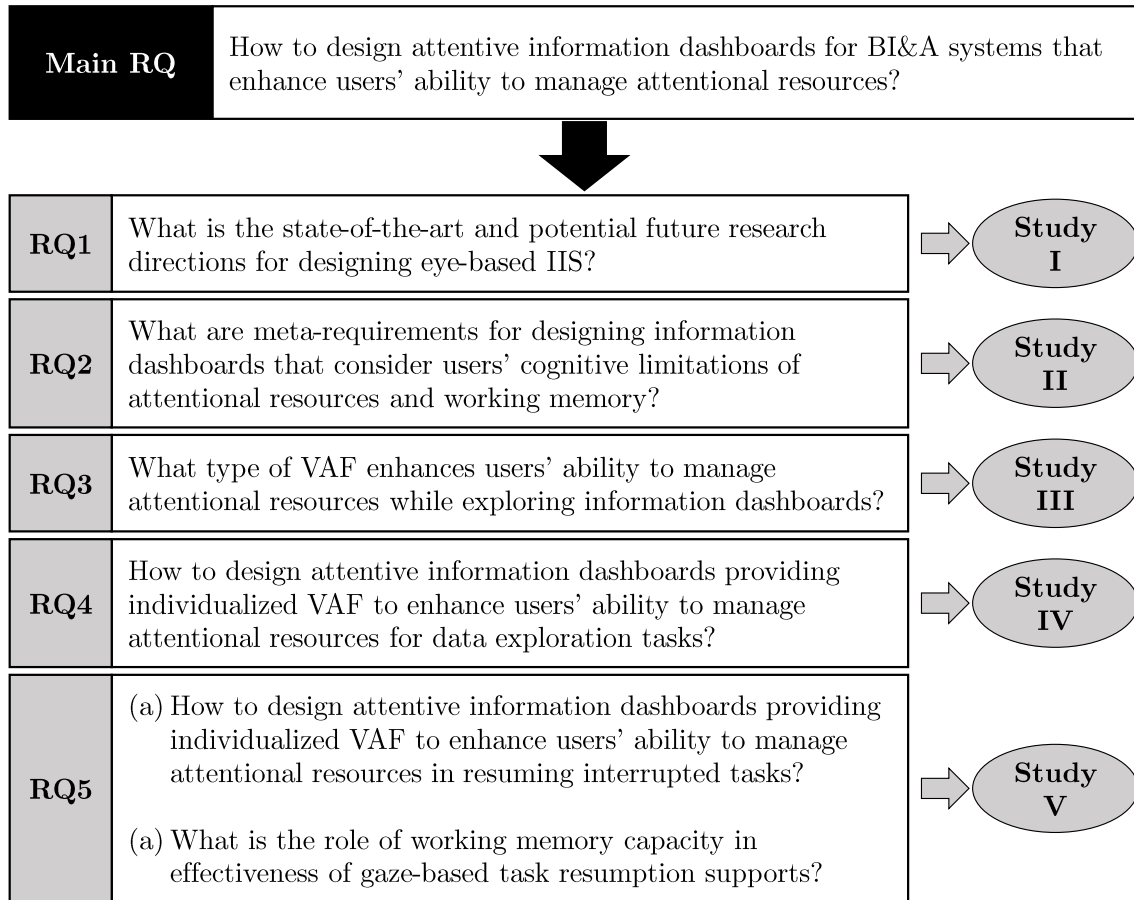 Main RQ
How to design attentive information dashboards for BI&A systems that
enhance users’ ability to manage attentional resources?
RQ1
What is the state-of-the-art and potential future research
directions for designing eye-based IIS?
Study
I
RQ2
What are meta-requirements for designing information
dashboards that consider users’ cognitive limitations of
attentional resources and working memory?
Study
II
RQ3
What type of VAF enhances users’ ability to manage
attentional resources while exploring information dashboards?
Study
III
RQ4
How to design attentive information dashboards providing
individualized VAF to enhance users’ ability to manage
attentional resources for data exploration tasks?
Study
IV
RQ5
(a) How to design attentive information dashboards providing
individualized VAF to enhance users’ ability to manage
attentional resources in resuming interrupted tasks?
(a) What is the role of working memory capacity in
effectiveness of gaze-based task resumption supports?
Study
V